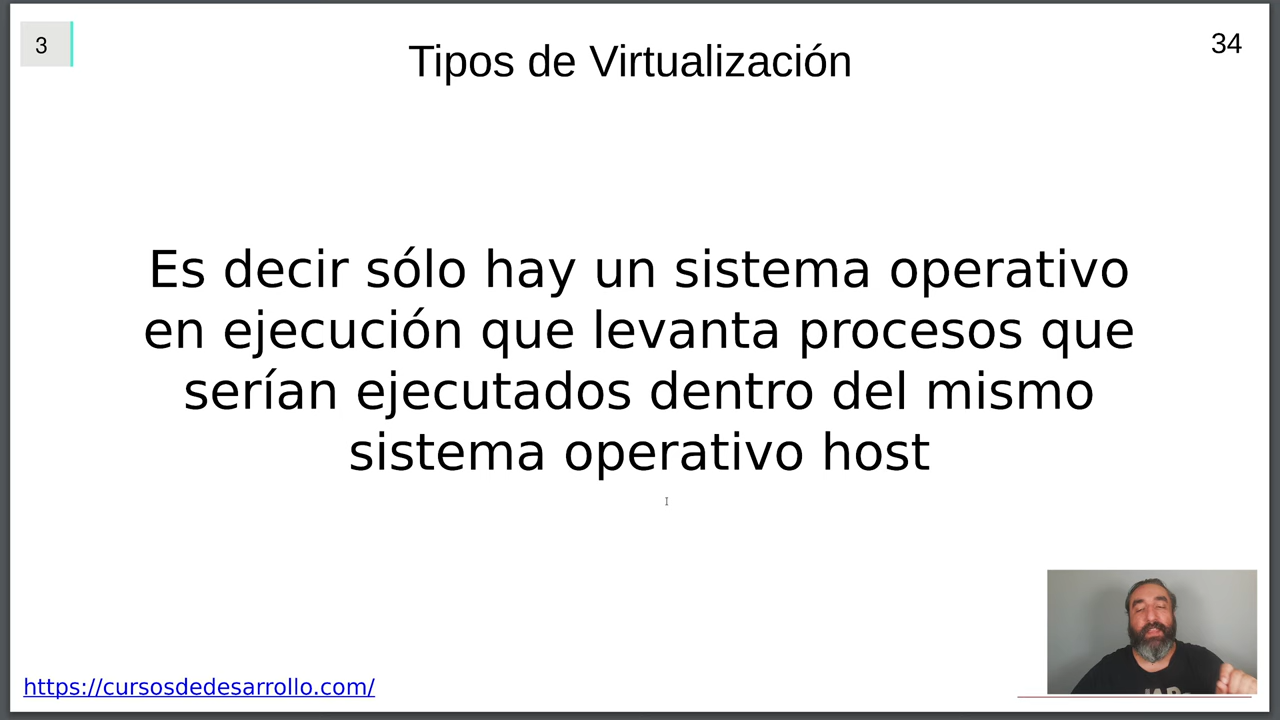 3
Tipos de Virtualización
34
Es decir sólo hay un sistema operativo
en ejecución que levanta procesos que
serían ejecutados dentro del mismo
sistema operativo host
https://cursosdedesarrollo.com/